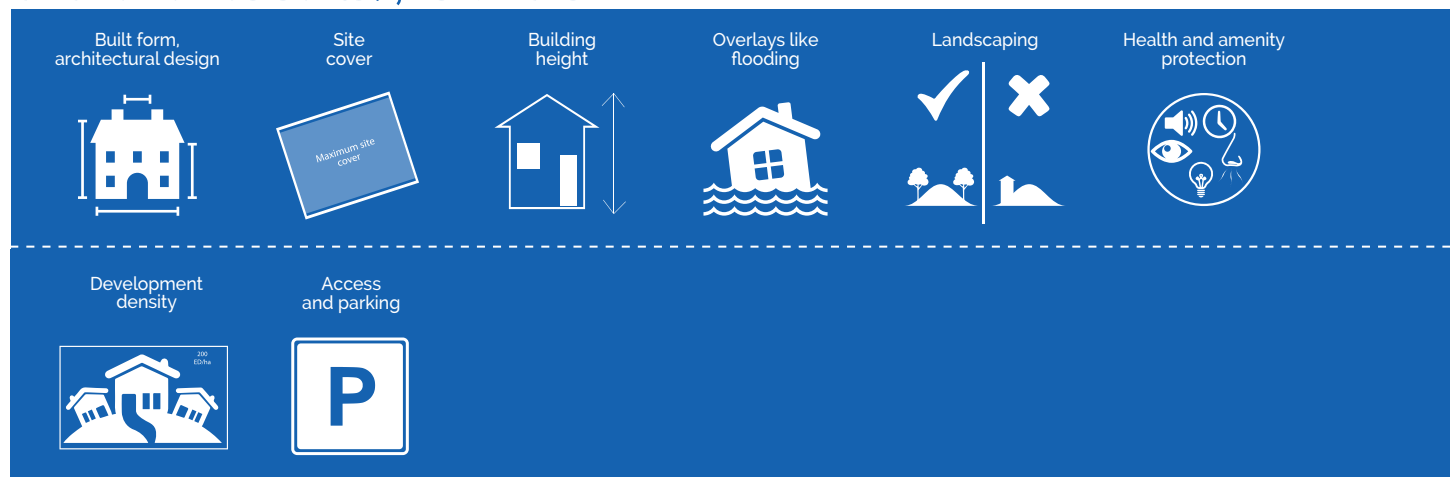 Built form,
architectural design
Site
cover
Building
height
Overlays like
flooding
Landscaping
Health and amenity
protection
Maximum site
cover
Development
density
Access
and parking
200
ED/ha
P